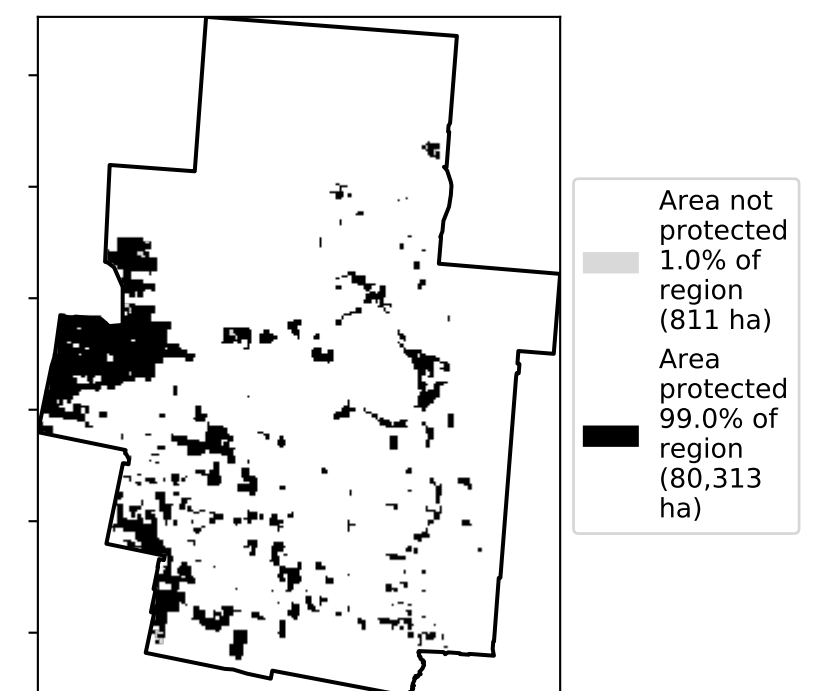 Area not
protected
1.0% of
region
(811 ha)
Area
protected
99.0% of
region
(80,313
ha)